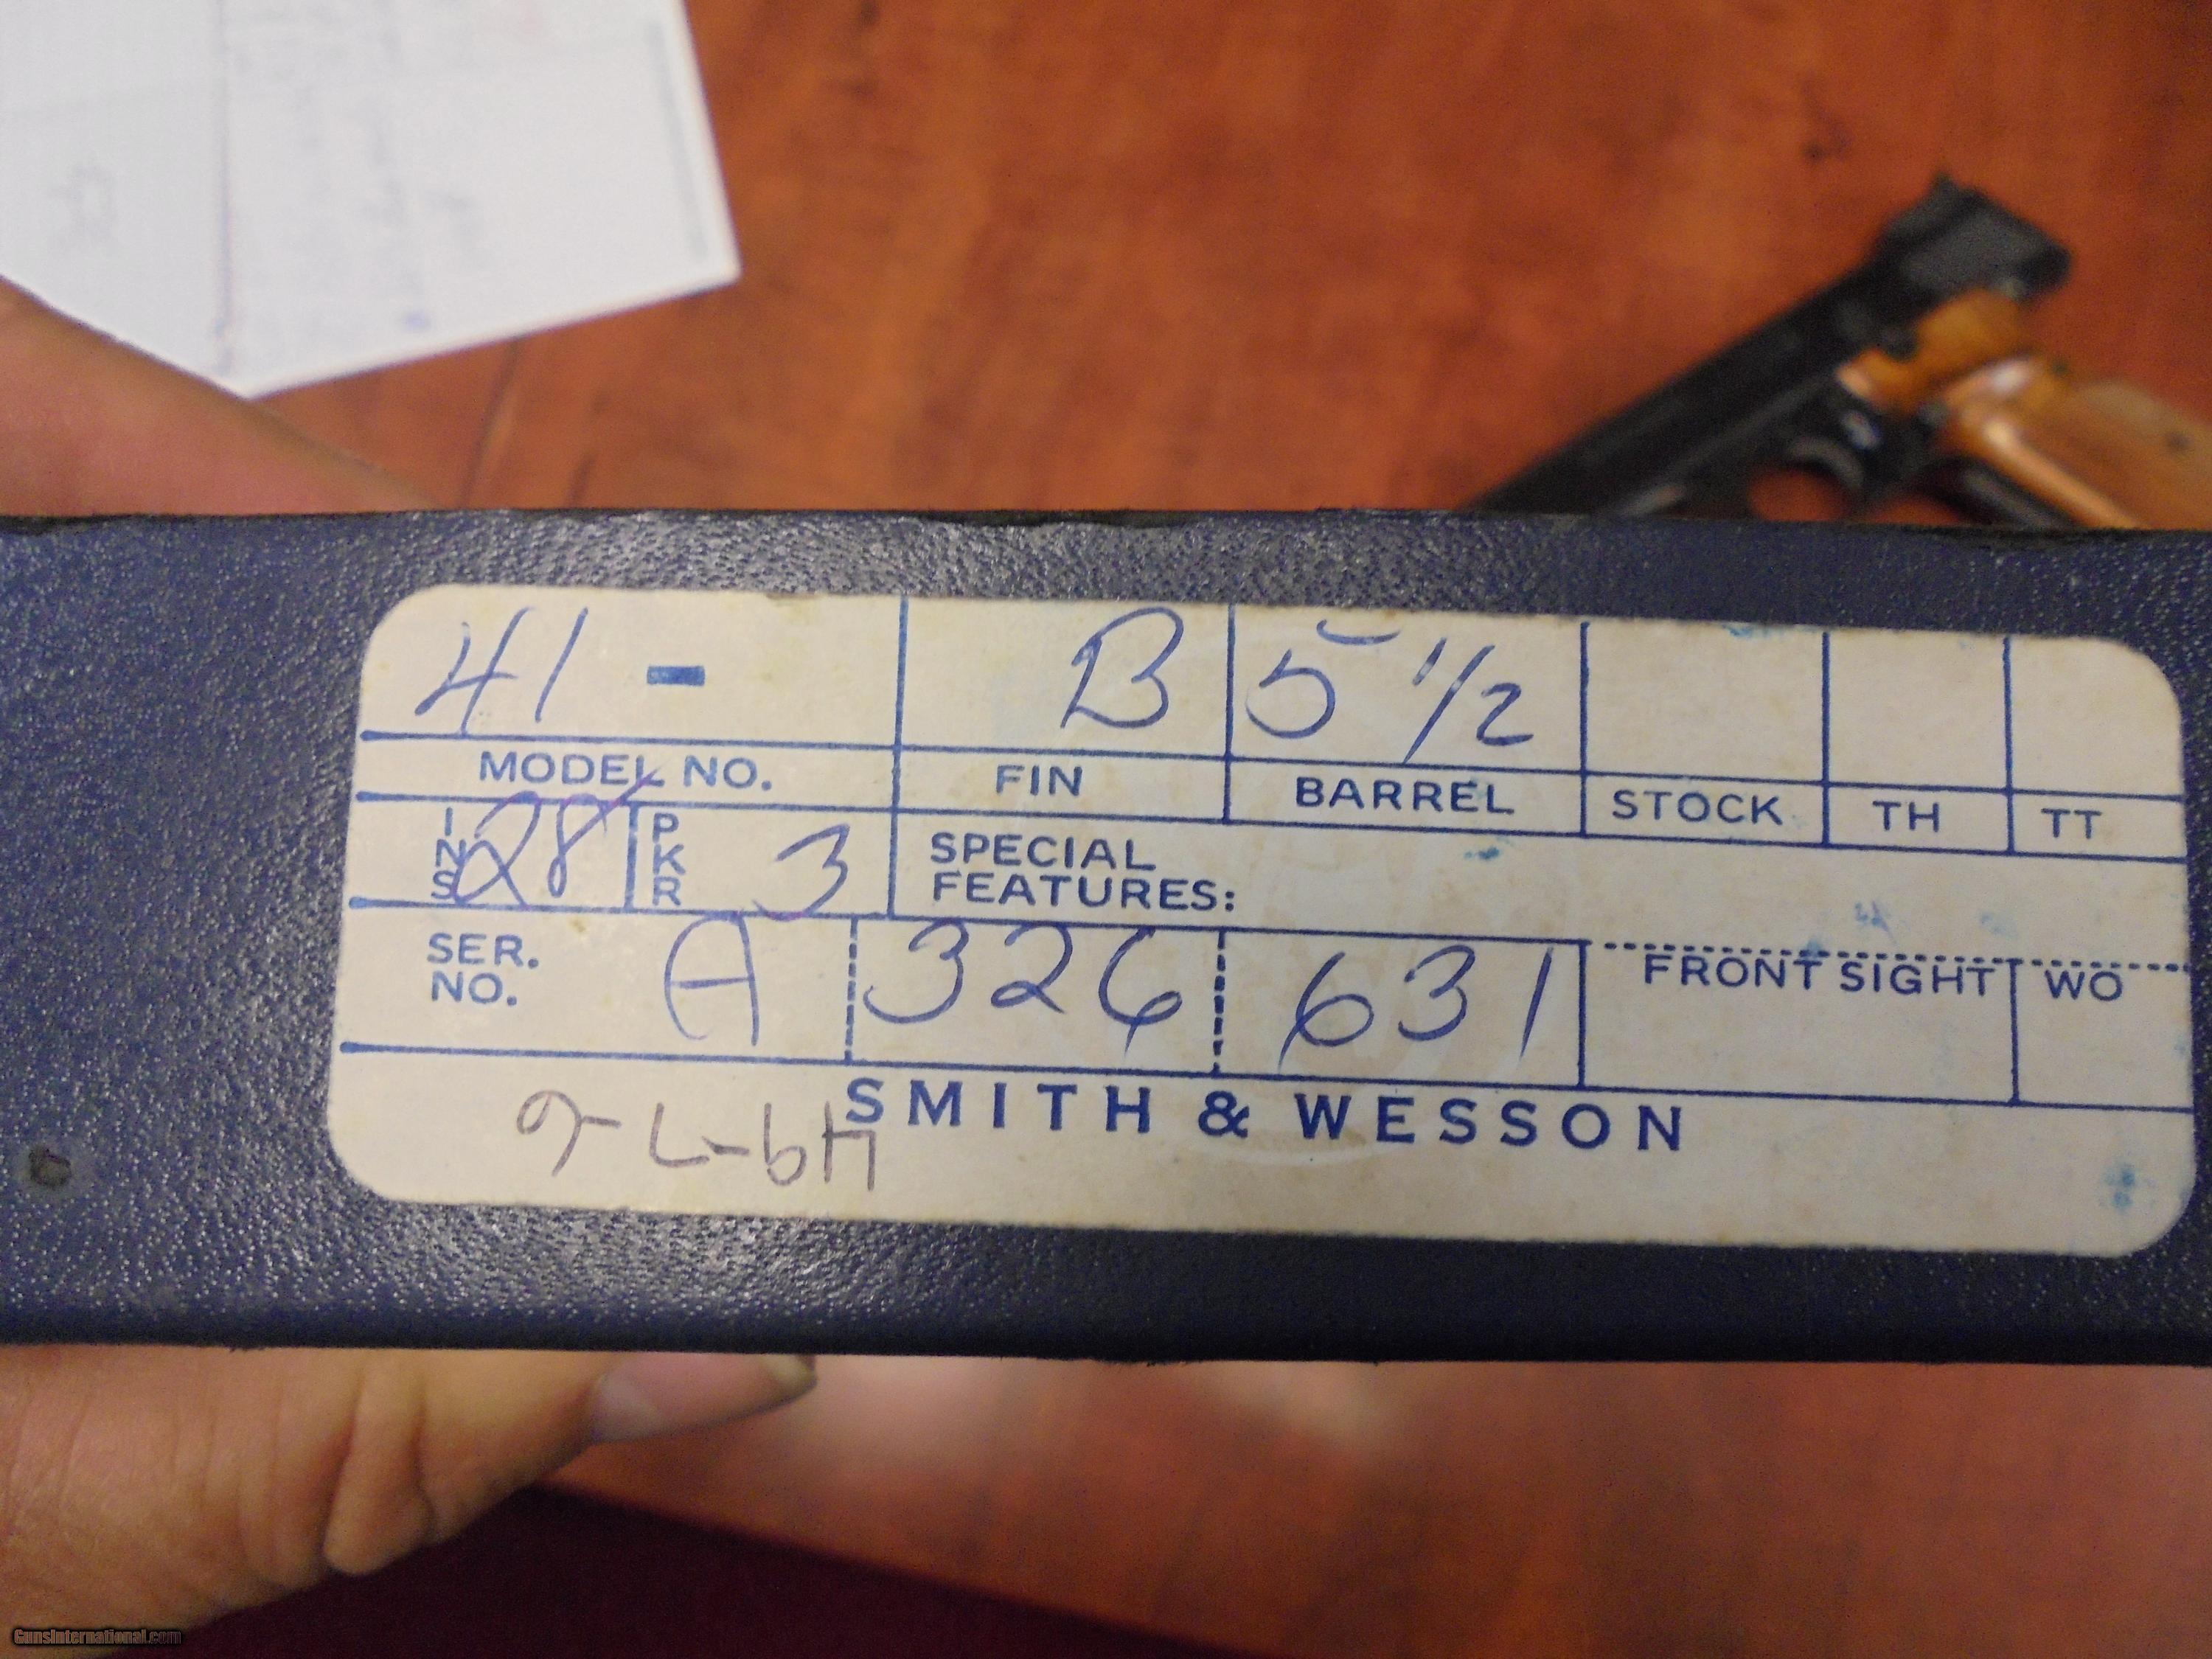 41 - B 5 1/2
MODEL NO. FIN BARREL STOCK TH TT
INS 28 PKR 3 SPECIAL
FEATURES:
SER.
NO. A 326 631 FRONT SIGHT WO
SMITH & WESSON
GunsInternational.com